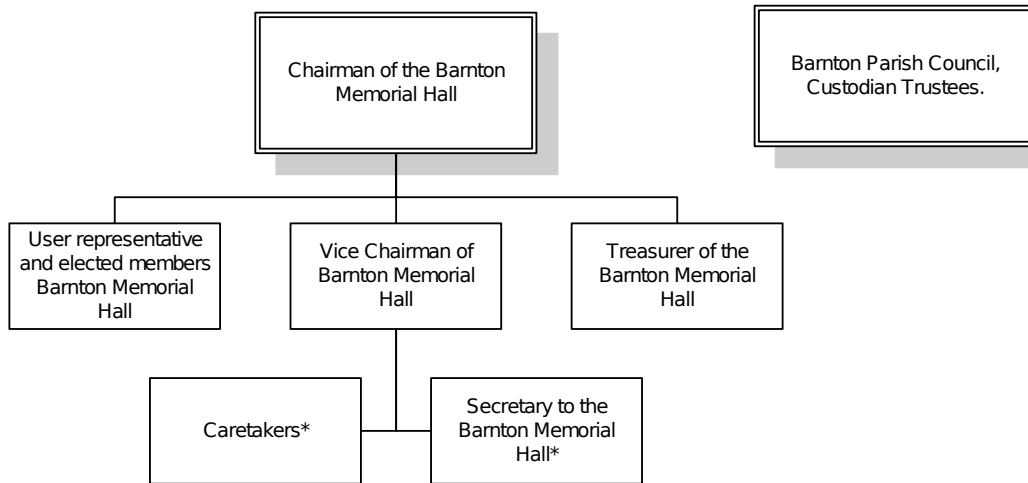 Chairman of the Barnton
Memorial Hall
Barnton Parish Council,
Custodian Trustees.
User representative
and elected members
Barnton Memorial
Hall
Vice Chairman of
Barnton Memorial
Hall
Treasurer of the
Barnton Memorial
Hall
Caretakers*
Secretary to the
Barnton Memorial
Hall*